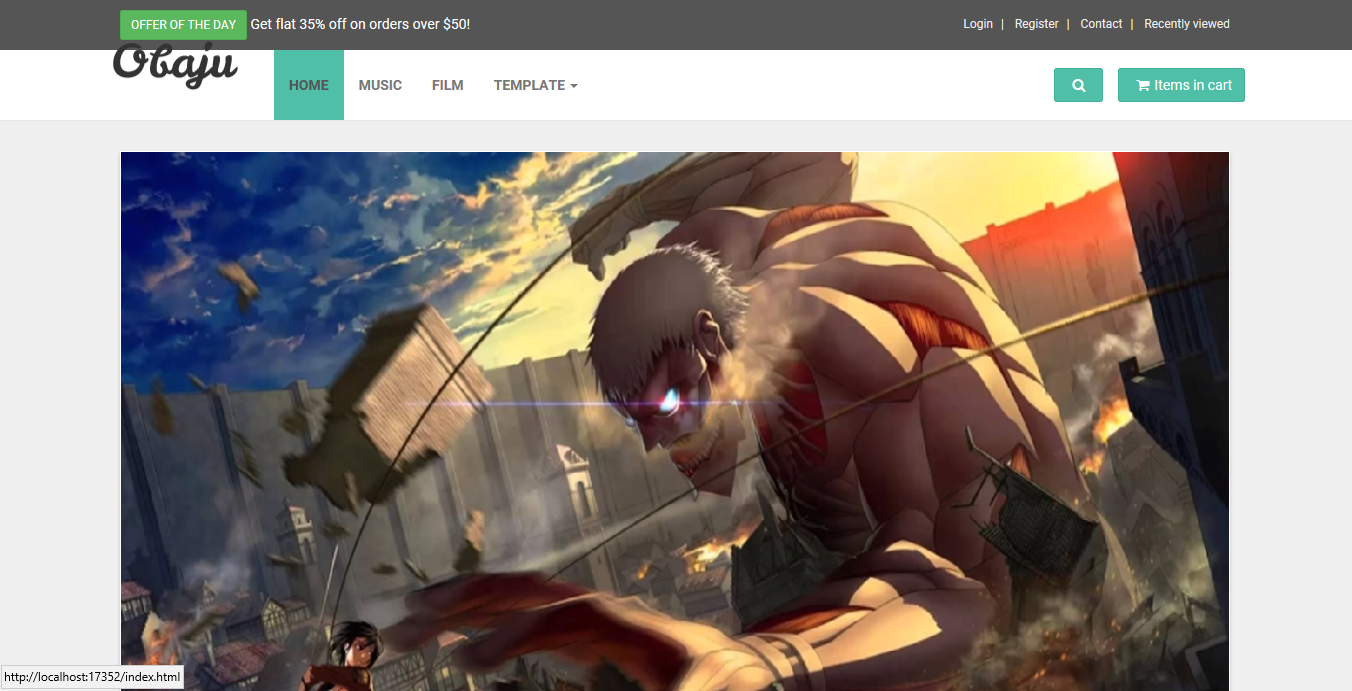 OFFER OF THE DAY Get flat 35% off on orders over $50!
Login | Register | Contact | Recently viewed
Obaju
HOME MUSIC FILM TEMPLATE
Items in cart
http://localhost:17352/index.html